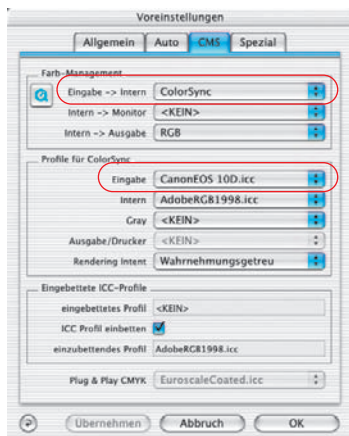 Voreinstellungen
Allgemein Auto CMS Spezial
Farb-Management
Eingabe -> Intern ColorSync
Intern -> Monitor <KEIN>
Intern -> Ausgabe RGB
Profile für ColorSync
Eingabe CanonEOS 10D.icc
Intern AdobeRGB1998.icc
Gray <KEIN>
Ausgabe/Drucker <KEIN>
Rendering Intent Wahrnehmungsgetreu
Eingebettete ICC-Profile
eingebettetes Profil <KEIN>
ICC Profil einbetten
einzubettendes Profil AdobeRGB1998.icc
Plug & Play CMYK EuroscaleCoated.icc
Übernehmen Abbruch OK